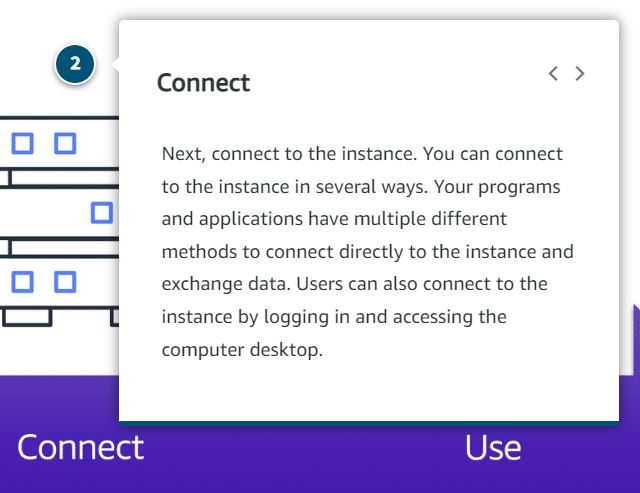 2
Connect
Next, connect to the instance. You can connect
to the instance in several ways. Your programs
and applications have multiple different
methods to connect directly to the instance and
exchange data. Users can also connect to the
instance by logging in and accessing the
computer desktop.
Connect
Use